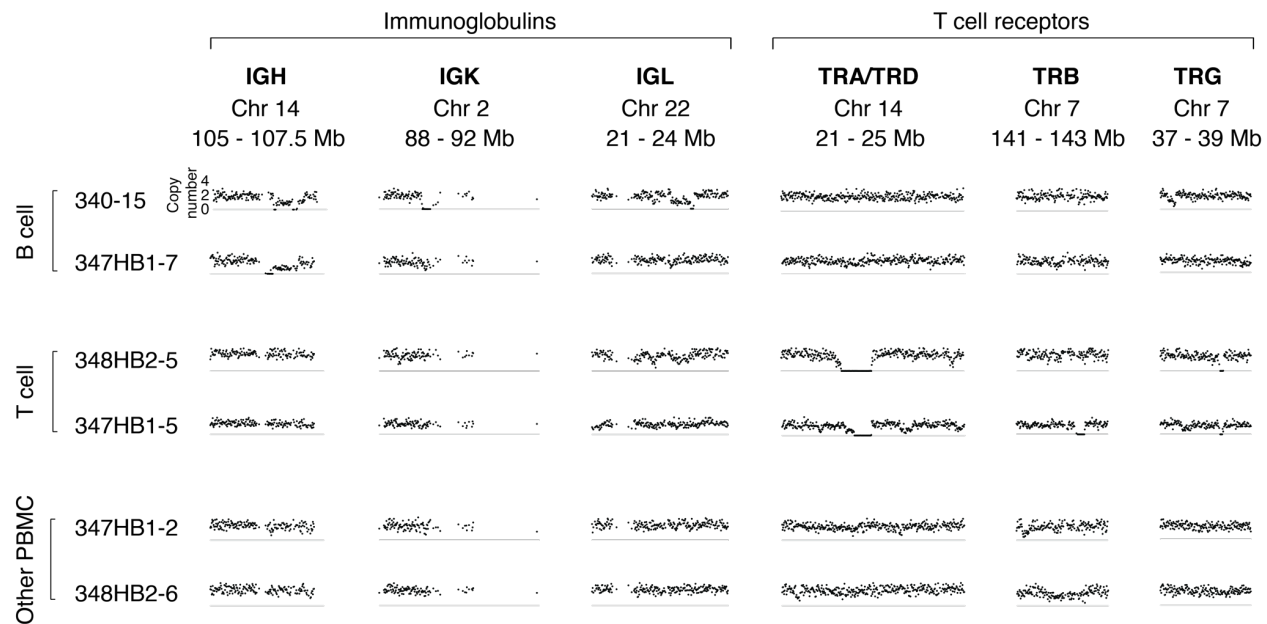 Immunoglobulins
T cell receptors
IGH
IGK
IGL
TRA/TRD
TRB
TRG
Chr 14
Chr 2
Chr 22
Chr 14
Chr 7
Chr 7
105 - 107.5 Mb
88 - 92 Mb
21 - 24 Mb
21 - 25 Mb
141 - 143 Mb
37 - 39 Mb
B cell
340-15
Copy
number
4
2
0
347HB1-7
T cell
348HB2-5
347HB1-5
Other PBMC
347HB1-2
348HB2-6